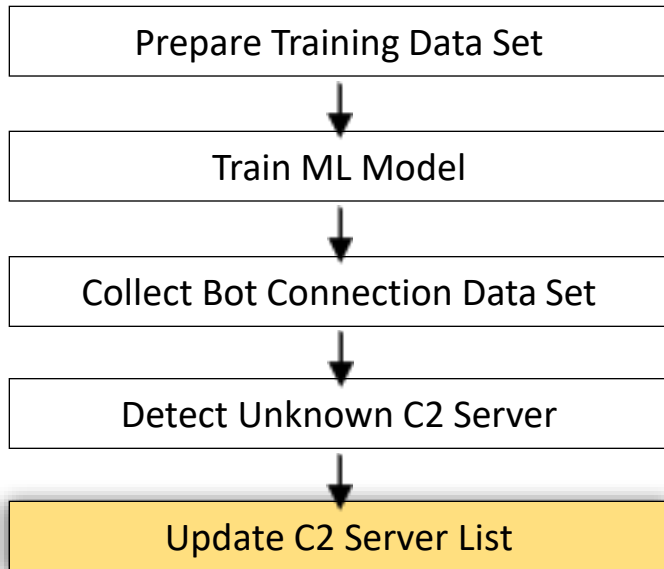 Prepare Training Data Set
Train ML Model
Collect Bot Connection Data Set
Detect Unknown C2 Server
Update C2 Server List